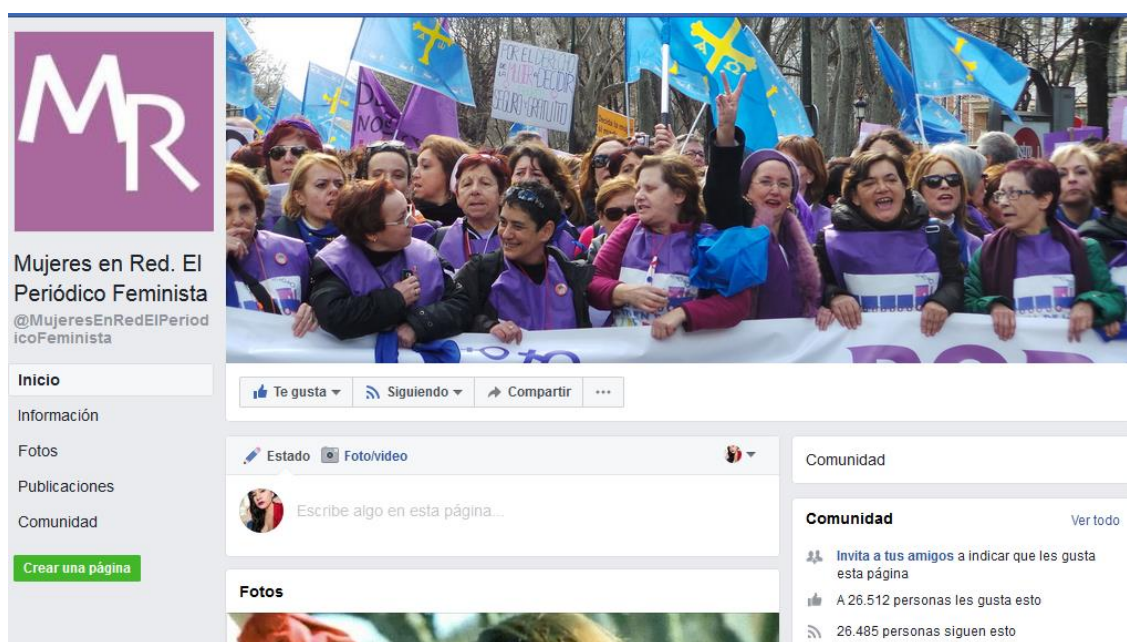 MR
POR EL DERECHO
DE LA MUJER A DECIDIR
SEGURO Y GRATUITO
Mujeres en Red. El
Periódico Feminista
@MujeresEnRedElPeriod
icoFeminista
Inicio
Información
Fotos
Publicaciones
Comunidad
Crear una página
Te gusta
Siguiendo
Compartir
Estado
Foto/video
Escribe algo en esta página...
Fotos
Comunidad
Comunidad
Ver todo
Invita a tus amigos a indicar que les gusta
esta página
A 26.512 personas les gusta esto
26.485 personas siguen esto